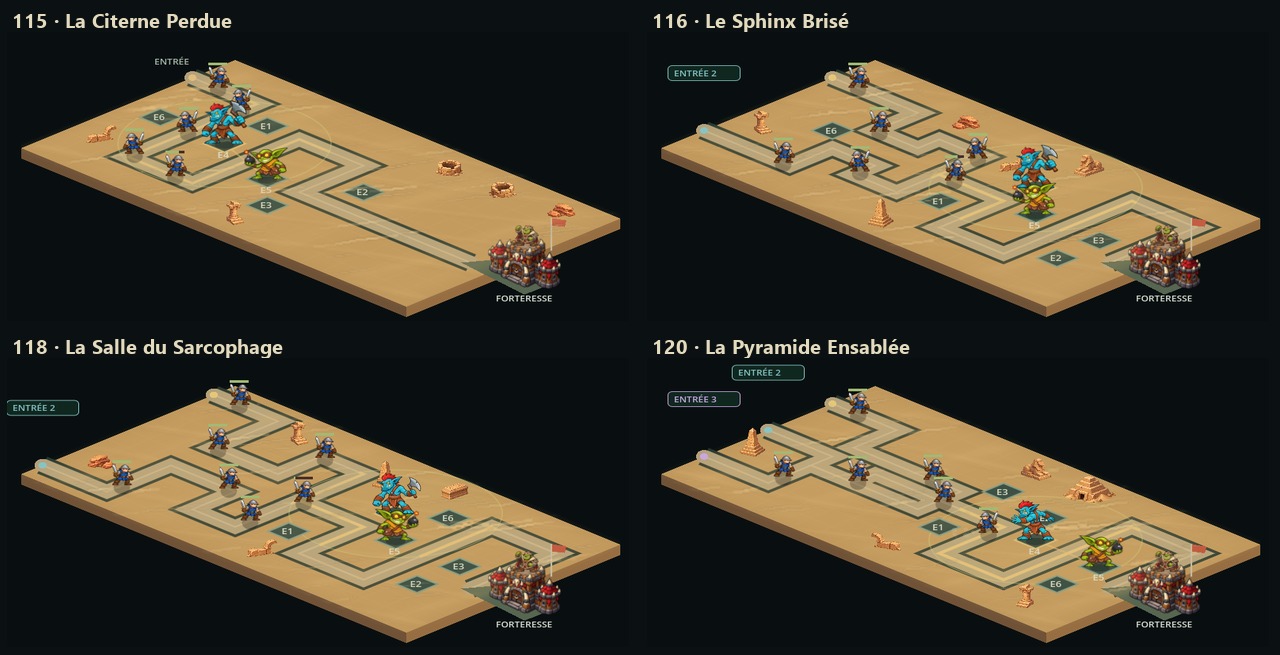 115 · La Citerne Perdue
ENTRÉE
E6
E1
E4
E5
E2
E3
FORTERESSE
116 · Le Sphinx Brisé
ENTRÉE 2
E6
E1
E5
E3
E2
FORTERESSE
118 · La Salle du Sarcophage
ENTRÉE 2
E6
E1
E5
E3
E2
FORTERESSE
120 · La Pyramide Ensablée
ENTRÉE 2
ENTRÉE 3
E3
E1
E4
E5
E6
FORTERESSE